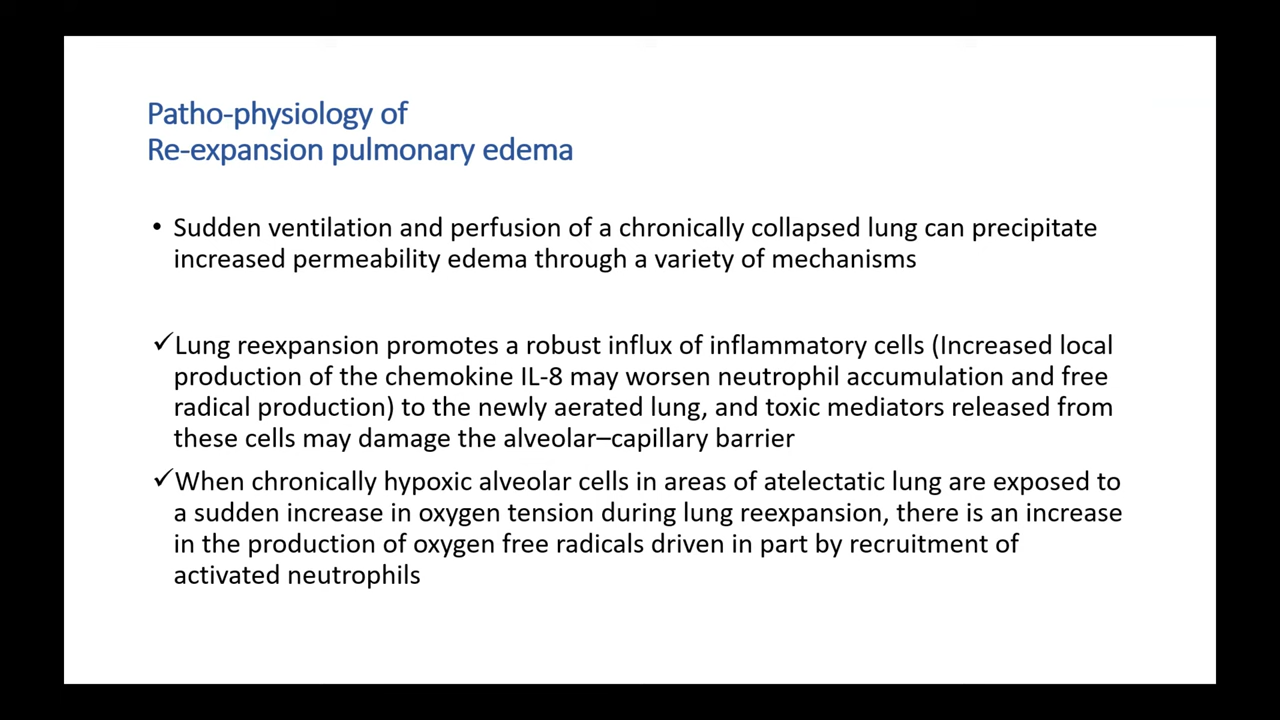 Patho-physiology of
Re-expansion pulmonary edema
• Sudden ventilation and perfusion of a chronically collapsed lung can precipitate
increased permeability edema through a variety of mechanisms
✓Lung reexpansion promotes a robust influx of inflammatory cells (Increased local
production of the chemokine IL-8 may worsen neutrophil accumulation and free
radical production) to the newly aerated lung, and toxic mediators released from
these cells may damage the alveolar–capillary barrier
✓When chronically hypoxic alveolar cells in areas of atelectatic lung are exposed to
a sudden increase in oxygen tension during lung reexpansion, there is an increase
in the production of oxygen free radicals driven in part by recruitment of
activated neutrophils